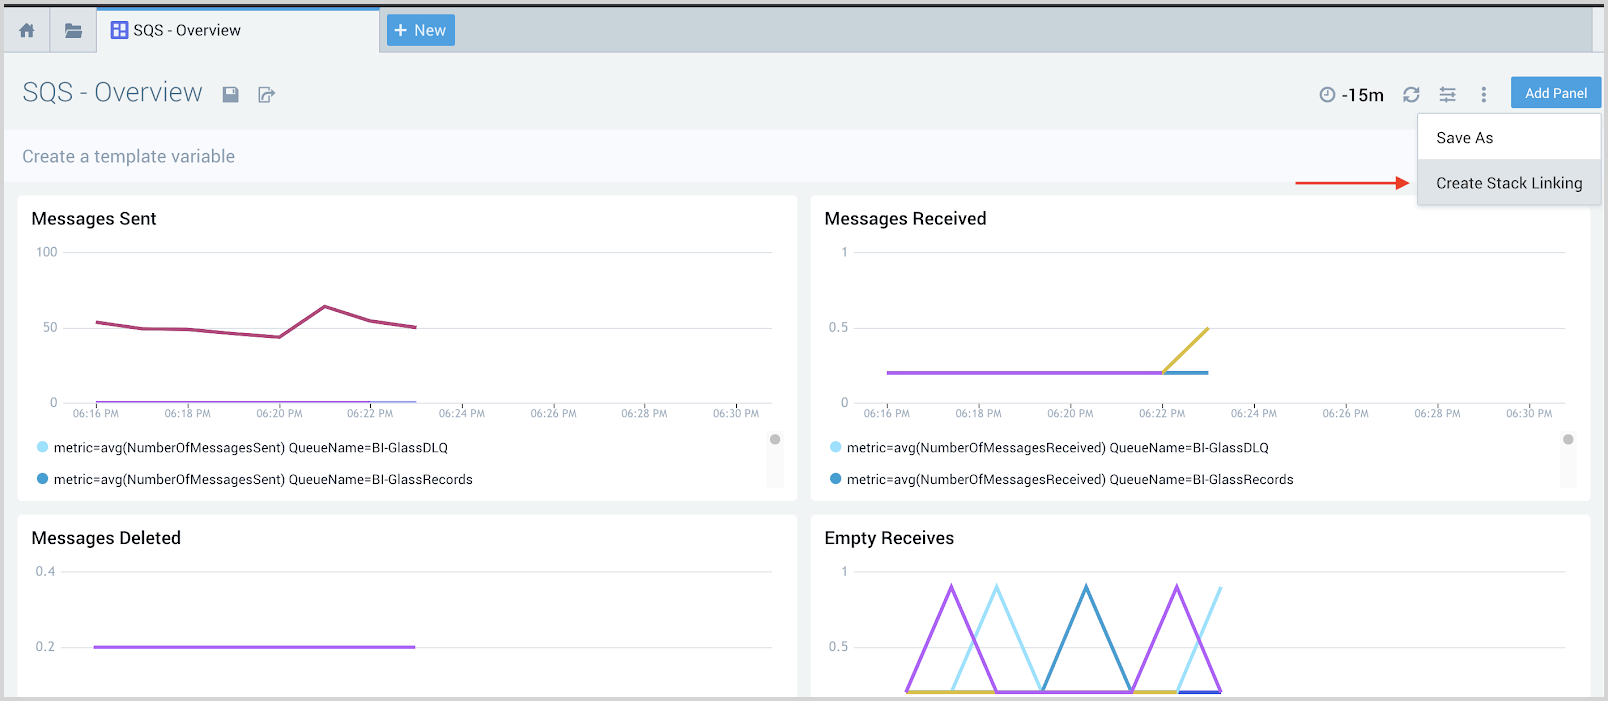 SQS - Overview
+ New
SQS - Overview
-15m
Add Panel
Save As
Create Stack Linking
Create a template variable
Messages Sent
100
50
0
06:16 PM 06:18 PM 06:20 PM 06:22 PM 06:24 PM 06:26 PM 06:28 PM 06:30 PM
metric=avg(NumberOfMessagesSent) QueueName=BI-GlassDLQ
metric=avg(NumberOfMessagesSent) QueueName=BI-GlassRecords
Messages Received
1
0.5
0
06:16 PM 06:18 PM 06:20 PM 06:22 PM 06:24 PM 06:26 PM 06:28 PM 06:30 PM
metric=avg(NumberOfMessagesReceived) QueueName=BI-GlassDLQ
metric=avg(NumberOfMessagesReceived) QueueName=BI-GlassRecords
Messages Deleted
0.4
0.2
Empty Receives
1
0.5